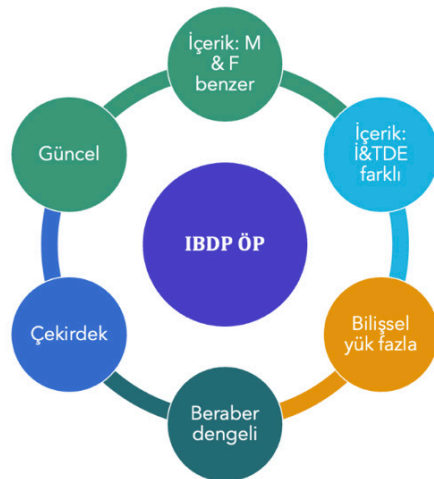 İçerik: M
& F
benzer
İçerik:
İ&TDE
farklı
Güncel
IBDP ÖP
Çekirdek
Bilişsel
yük fazla
Beraber
dengeli